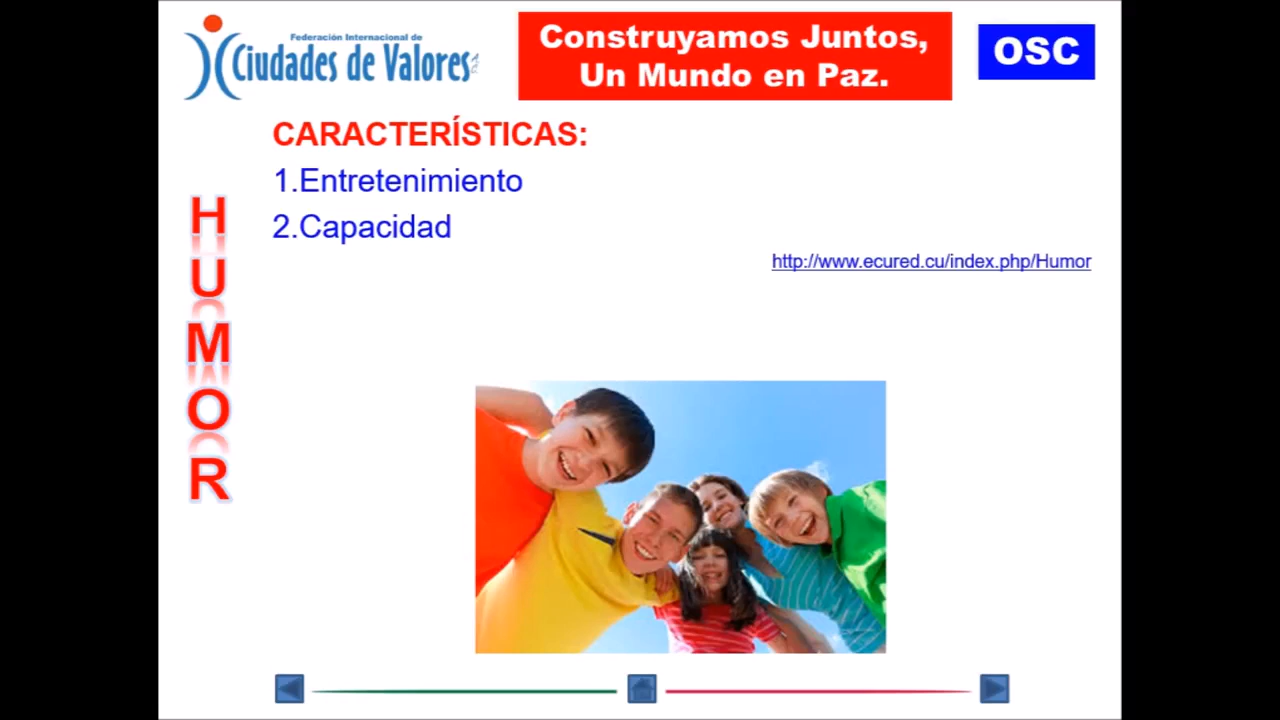 Federación Internacional de
Ciudades de Valores
Construyamos Juntos,
Un Mundo en Paz.
OSC
CARACTERÍSTICAS:
1.Entretenimiento
2.Capacidad
http://www.ecured.cu/index.php/Humor
HUMOR